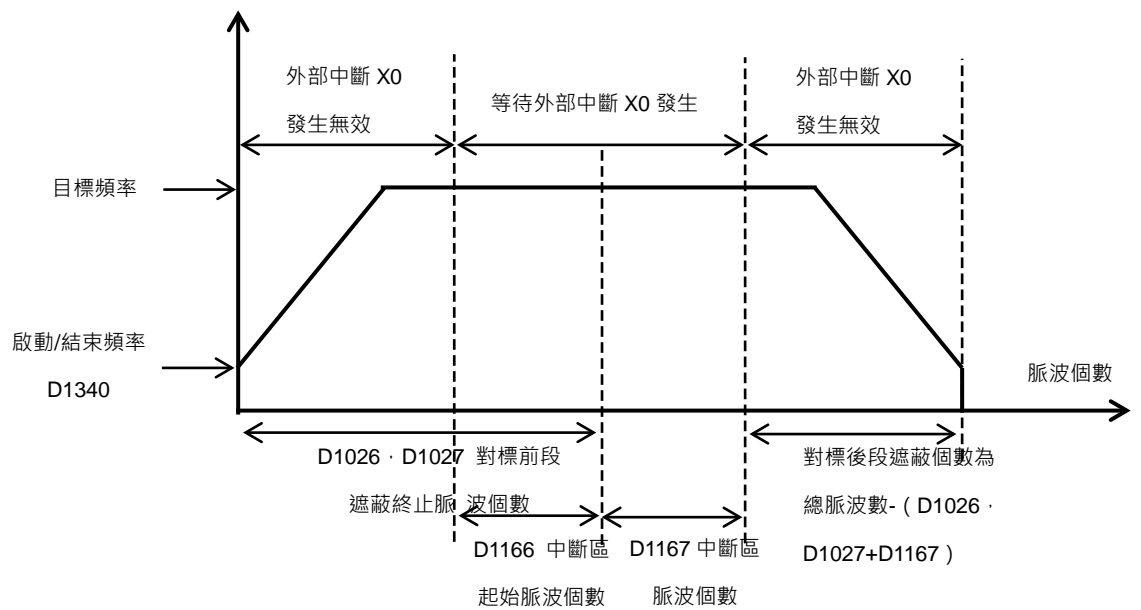 外部中斷 X0
發生無效
等待外部中斷 X0 發生
外部中斷 X0
發生無效
目標頻率
啟動/結束頻率
D1340
脈波個數
D1026，D1027 對標前段
遮蔽終止脈 波個數
對標後段遮蔽個數為
總脈波數-（D1026，
D1027+D1167）
D1166 中斷區
起始脈波個數
D1167 中斷區
脈波個數